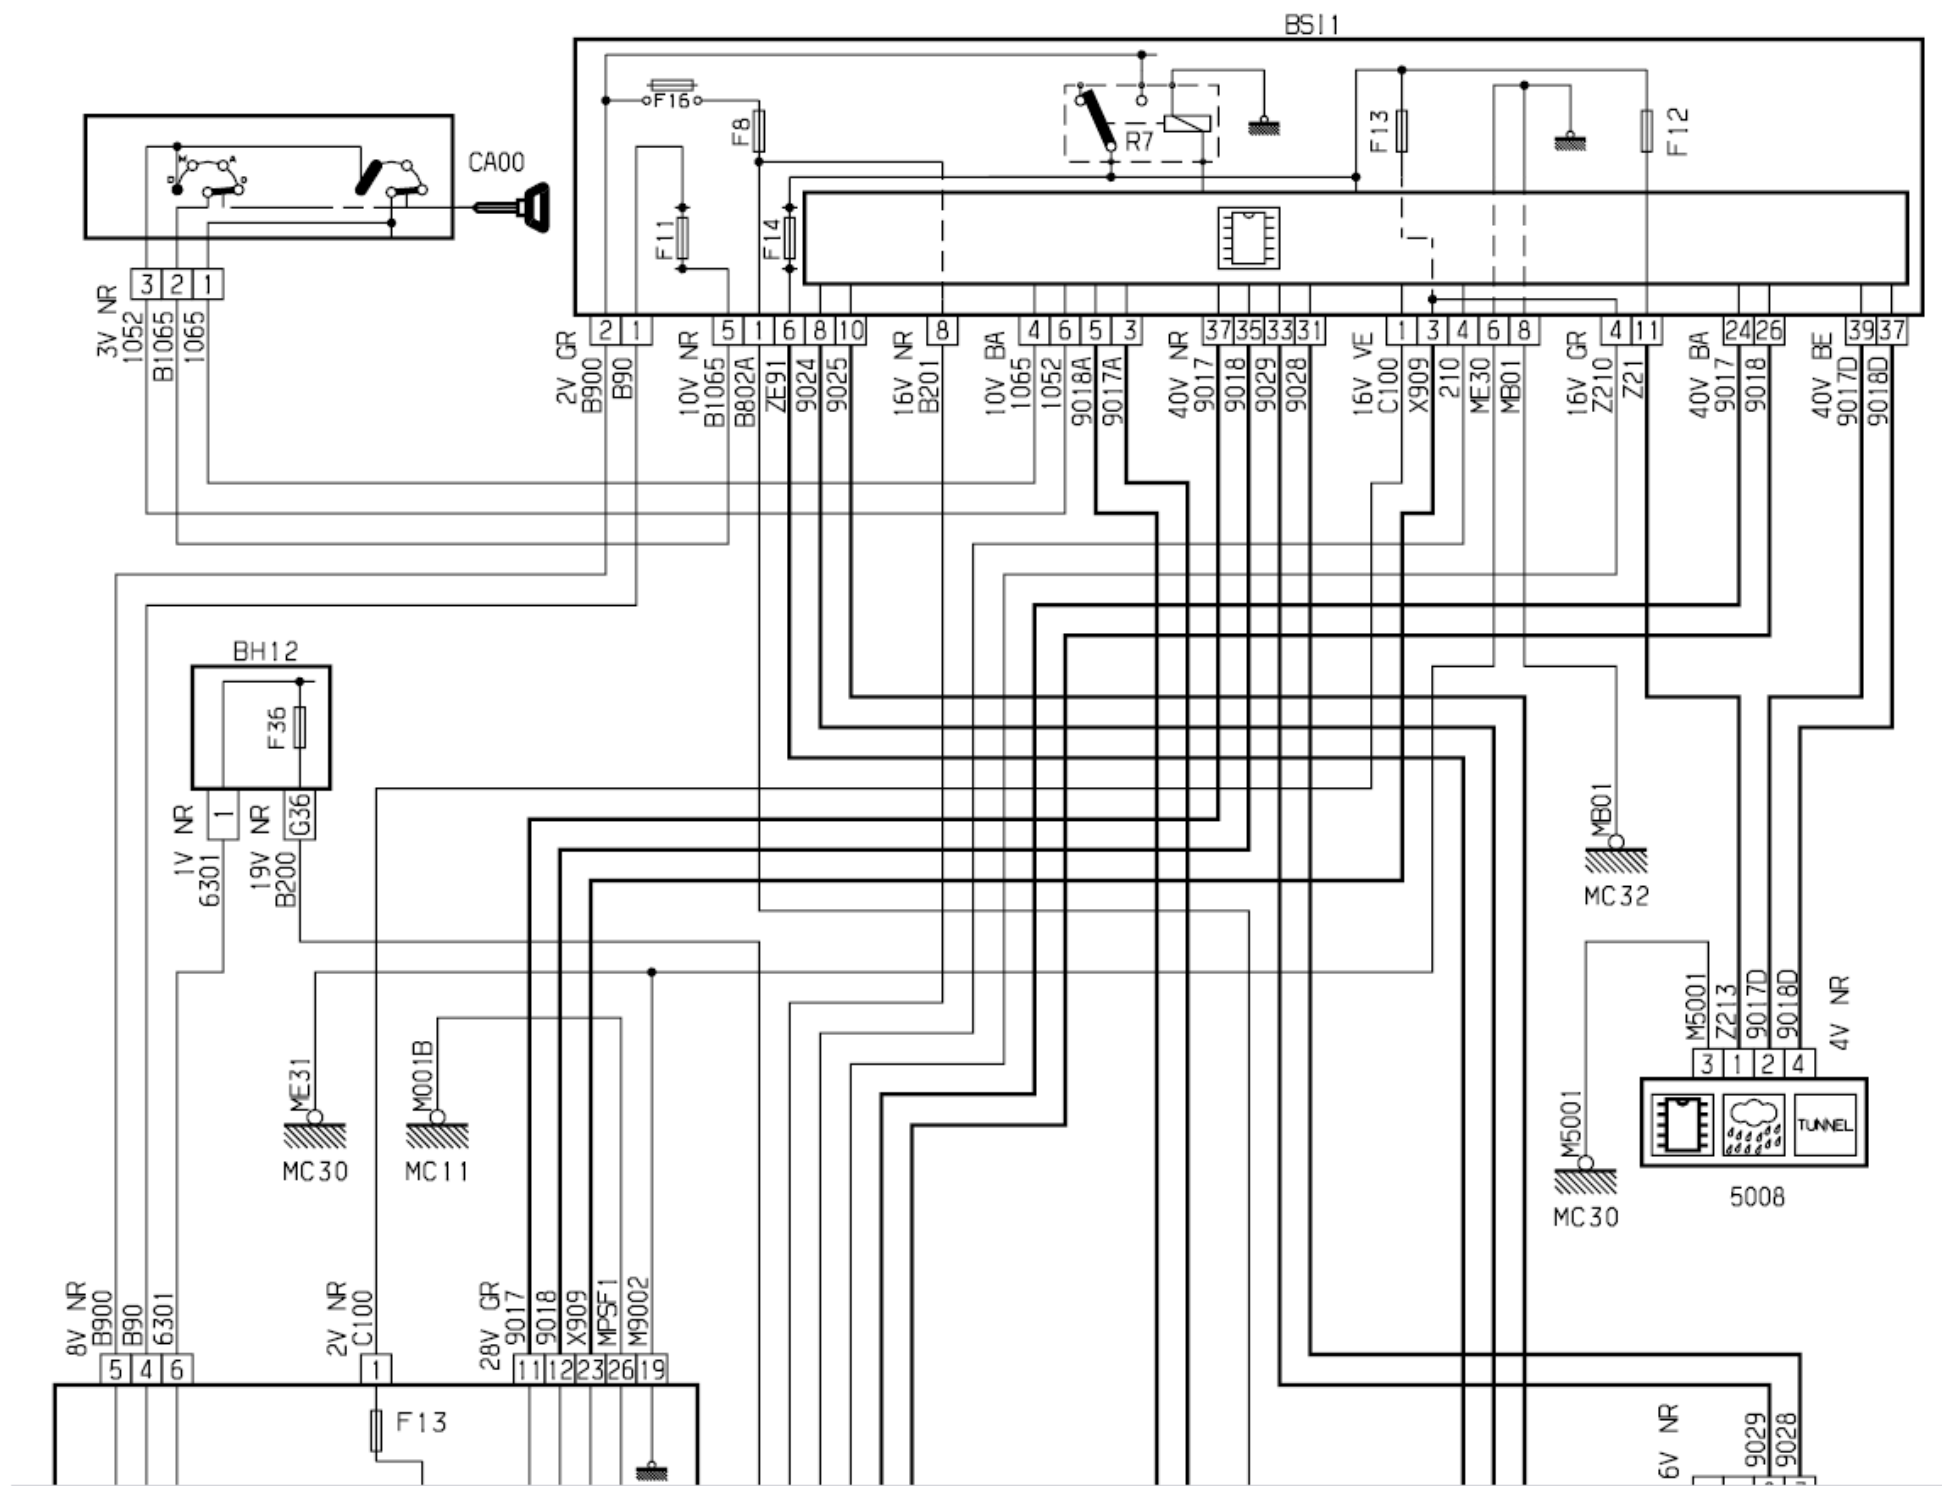 BSI1
F16
F8
R7
F13
F12
CA00
M A
D
F11
F14
3 2 1
3V NR
1052
B1065
1065
2 1
5 1 6 8 10
8
4 6 5 3
37 35 33 31
1 3 4 6 8
4 11
24 26
39 37
2V GR
B900
B90
10V NR
B1065
B802A
ZE91
9024
9025
16V NR
B201
10V BA
1065
1052
9018A
9017A
40V NR
9017
9018
9029
9028
16V VE
C100
X909
210
ME30
MB01
16V GR
Z210
Z21
40V BA
9017
9018
40V BE
9017D
9018D
BH12
F36
1
G36
1V NR
6301
19V NR
B200
MB01
MC32
M5001
Z213
9017D
9018D
4V NR
3 1 2 4
TUNNEL
5008
M5001
MC30
ME31
MC30
M001B
MC11
8V NR
B900
B90
6301
5 4 6
2V NR
C100
1
28V GR
9017
9018
X909
MPSF1
M9002
11 12 23 26 19
F13
6V NR
9029
9028